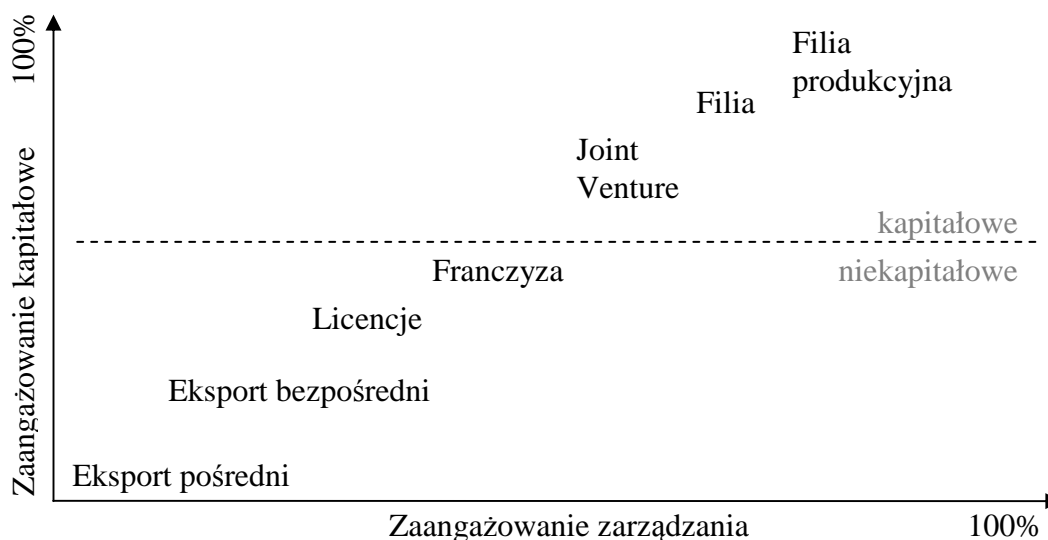 100%
Zaangażowanie kapitałowe
Filia
produkcyjna
Filia
Joint
Venture
kapitałowe
niekapitałowe
Franczyza
Licencje
Eksport bezpośredni
Eksport pośredni
Zaangażowanie zarządzania
100%